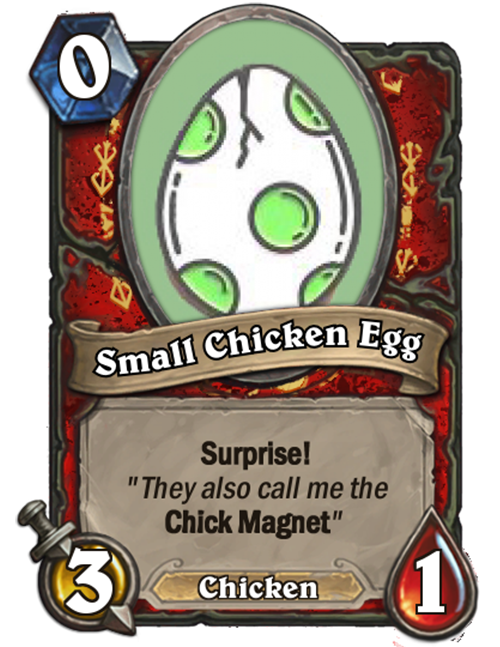 0
Small Chicken Egg
Surprise!
"They also call me the
Chick Magnet"
3
Chicken
1